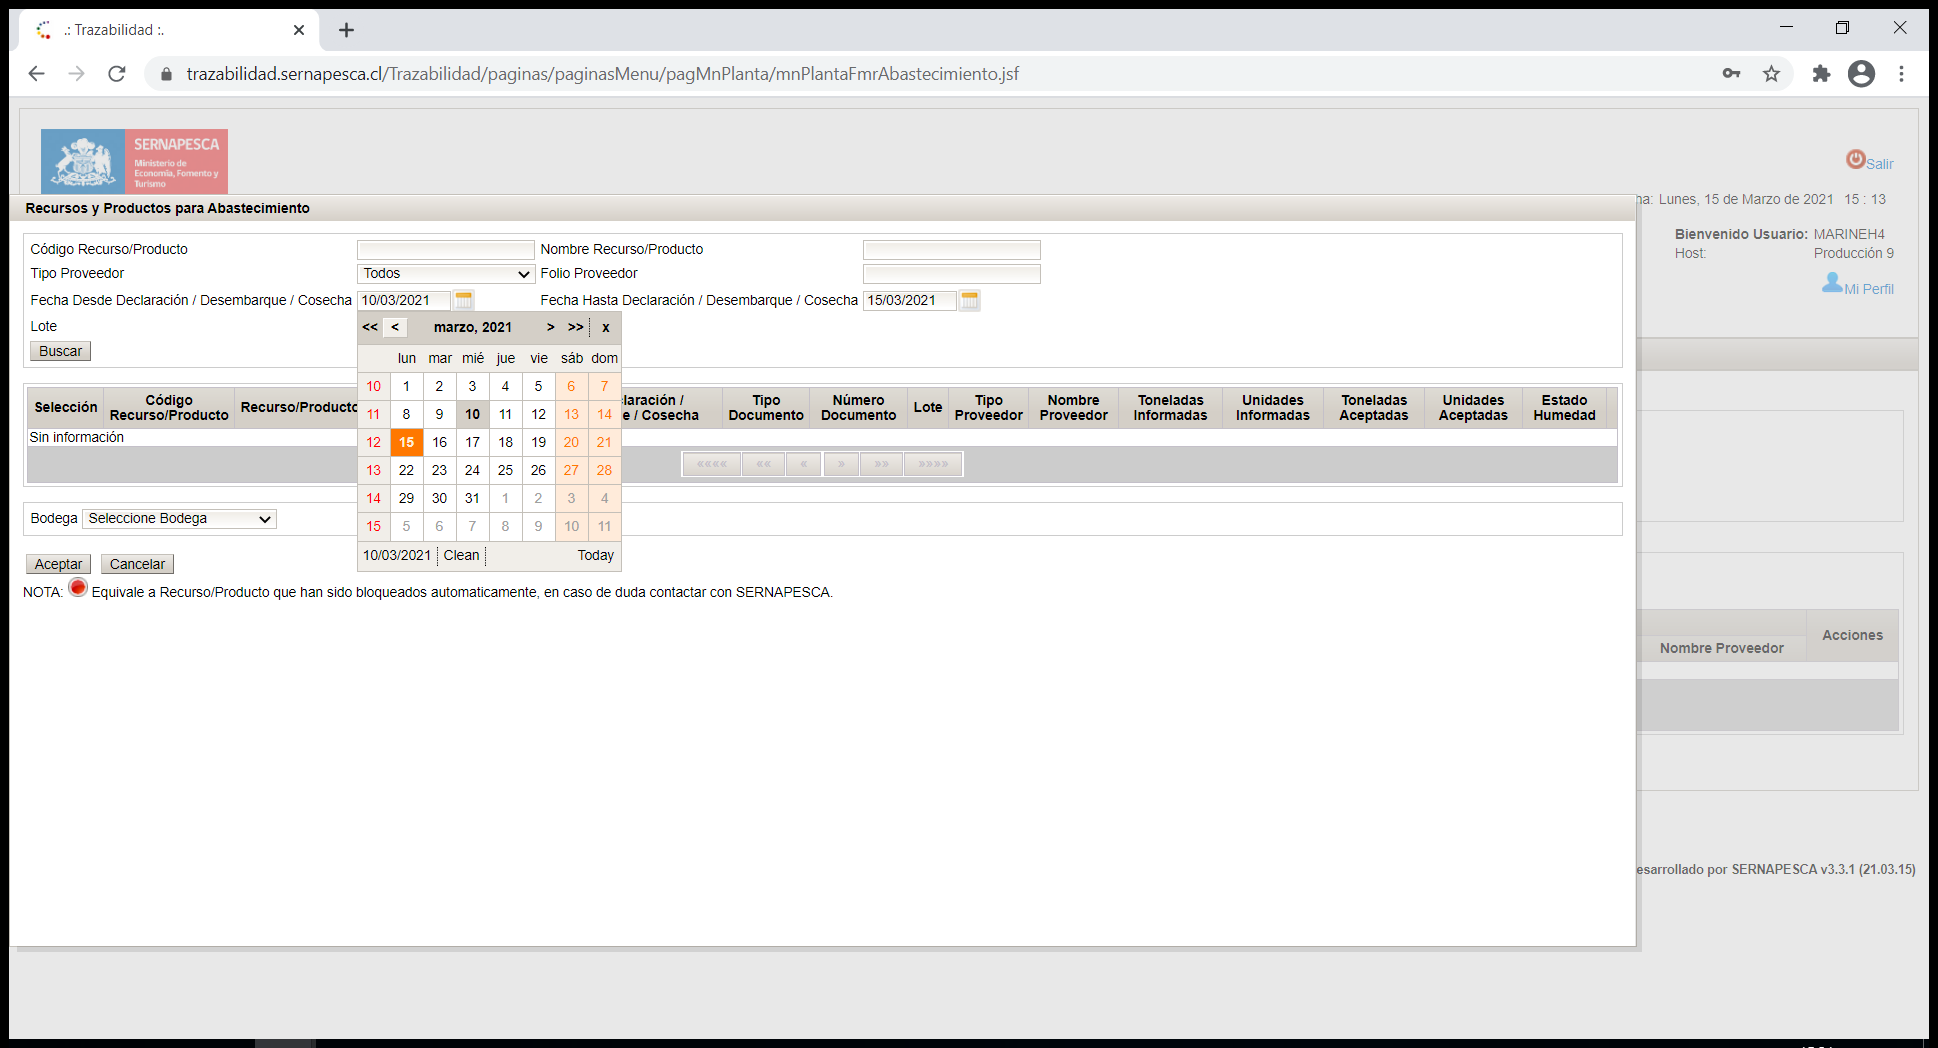 .: Trazabilidad :.
trazabilidad.sernapesca.cl/Trazabilidad/paginas/paginasMenu/pagMnPlanta/mnPlantaFmrAbastecimiento.jsf
SERNAPESCA
Ministerio de
Economía, Fomento y
Turismo
Salir
na: Lunes, 15 de Marzo de 2021 15 : 13
Bienvenido Usuario: MARINEH4
Host: Producción 9
Mi Perfil
Recursos y Productos para Abastecimiento
Código Recurso/Producto Nombre Recurso/Producto
Tipo Proveedor Todos Folio Proveedor
Fecha Desde Declaración / Desembarque / Cosecha 10/03/2021 Fecha Hasta Declaración / Desembarque / Cosecha 15/03/2021
Lote
Buscar
<< < marzo, 2021 > >> x
lun mar mié jue vie sáb dom
10 1 2 3 4 5 6 7
11 8 9 10 11 12 13 14
12 15 16 17 18 19 20 21
13 22 23 24 25 26 27 28
14 29 30 31 1 2 3 4
15 5 6 7 8 9 10 11
10/03/2021 Clean Today
Selección Código Recurso/Producto Recurso/Producto claración / e / Cosecha Tipo Documento Número Documento Lote Tipo Proveedor Nombre Proveedor Toneladas Informadas Unidades Informadas Toneladas Aceptadas Unidades Aceptadas Estado Humedad
Sin información
«««« «« « » »» »»»»
Bodega Seleccione Bodega
Aceptar Cancelar
NOTA: Equivale a Recurso/Producto que han sido bloqueados automaticamente, en caso de duda contactar con SERNAPESCA.
Acciones
Nombre Proveedor
esarrollado por SERNAPESCA v3.3.1 (21.03.15)